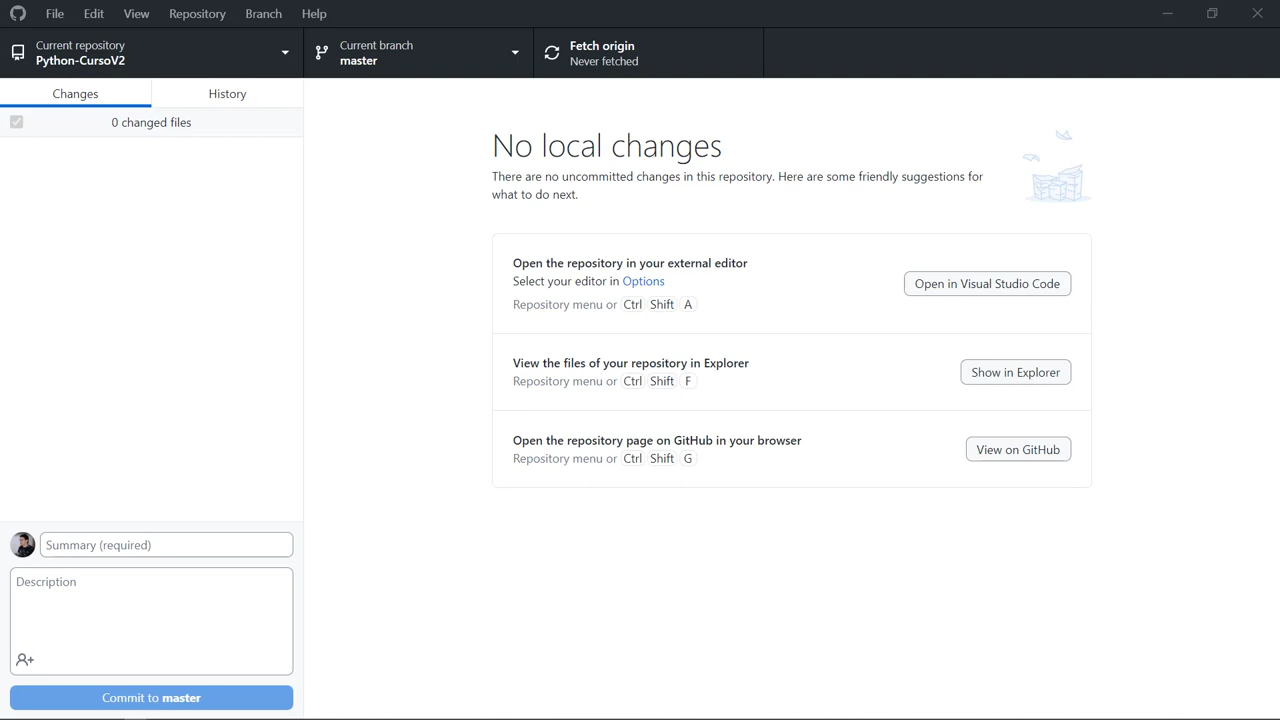 File Edit View Repository Branch Help
Current repository
Python-CursoV2
Current branch
master
Fetch origin
Never fetched
Changes History
0 changed files
No local changes
There are no uncommitted changes in this repository. Here are some friendly suggestions for
what to do next.
Open the repository in your external editor
Select your editor in Options
Repository menu or Ctrl Shift A
Open in Visual Studio Code
View the files of your repository in Explorer
Repository menu or Ctrl Shift F
Show in Explorer
Open the repository page on GitHub in your browser
Repository menu or Ctrl Shift G
View on GitHub
Summary (required)
Description
Commit to master